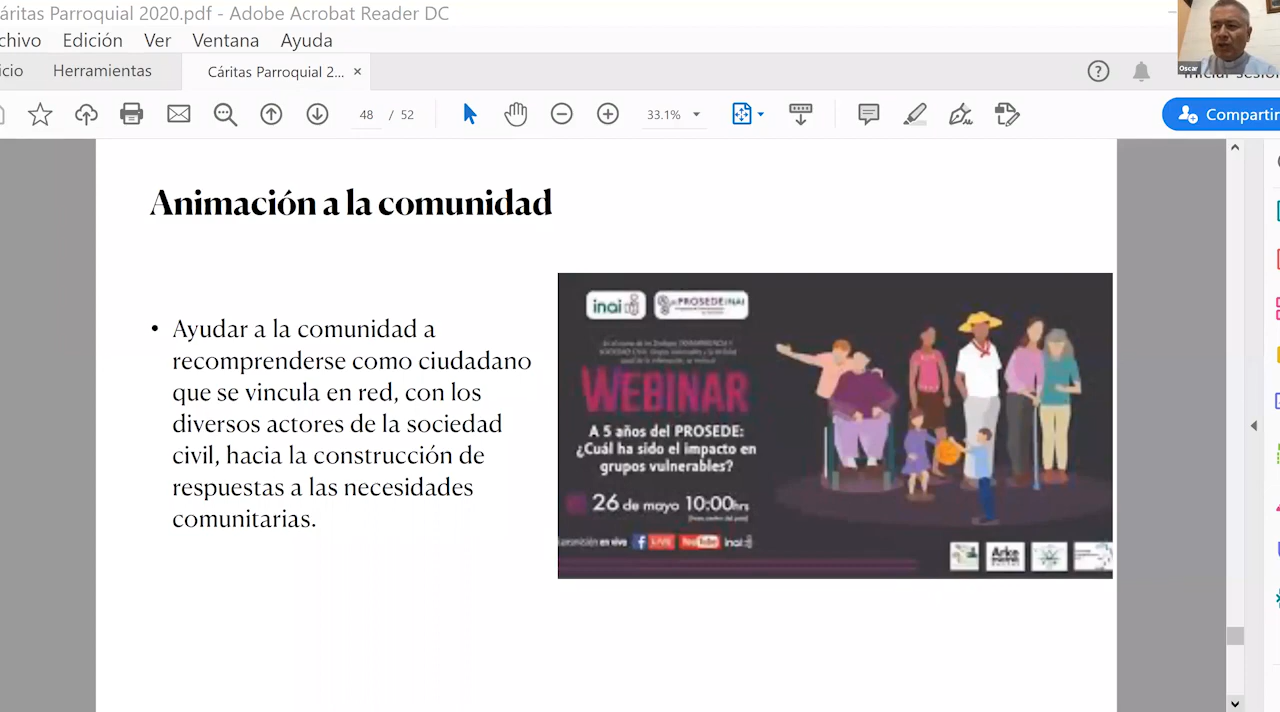 áritas Parroquial 2020.pdf - Adobe Acrobat Reader DC
chivo Edición Ver Ventana Ayuda
icio Herramientas Cáritas Parroquial 2... ×
Oscar
48 / 52 33.1% Compartir
Animación a la comunidad
• Ayudar a la comunidad a
recomprenderse como ciudadano
que se vincula en red, con los
diversos actores de la sociedad
civil, hacia la construcción de
respuestas a las necesidades
comunitarias.
inai PROSEDE INAI
WEBINAR
A 5 años del PROSEDE:
¿Cuál ha sido el impacto en
grupos vulnerables?
26 de mayo 10:00hrs
en vivo LIVE YouTube inai